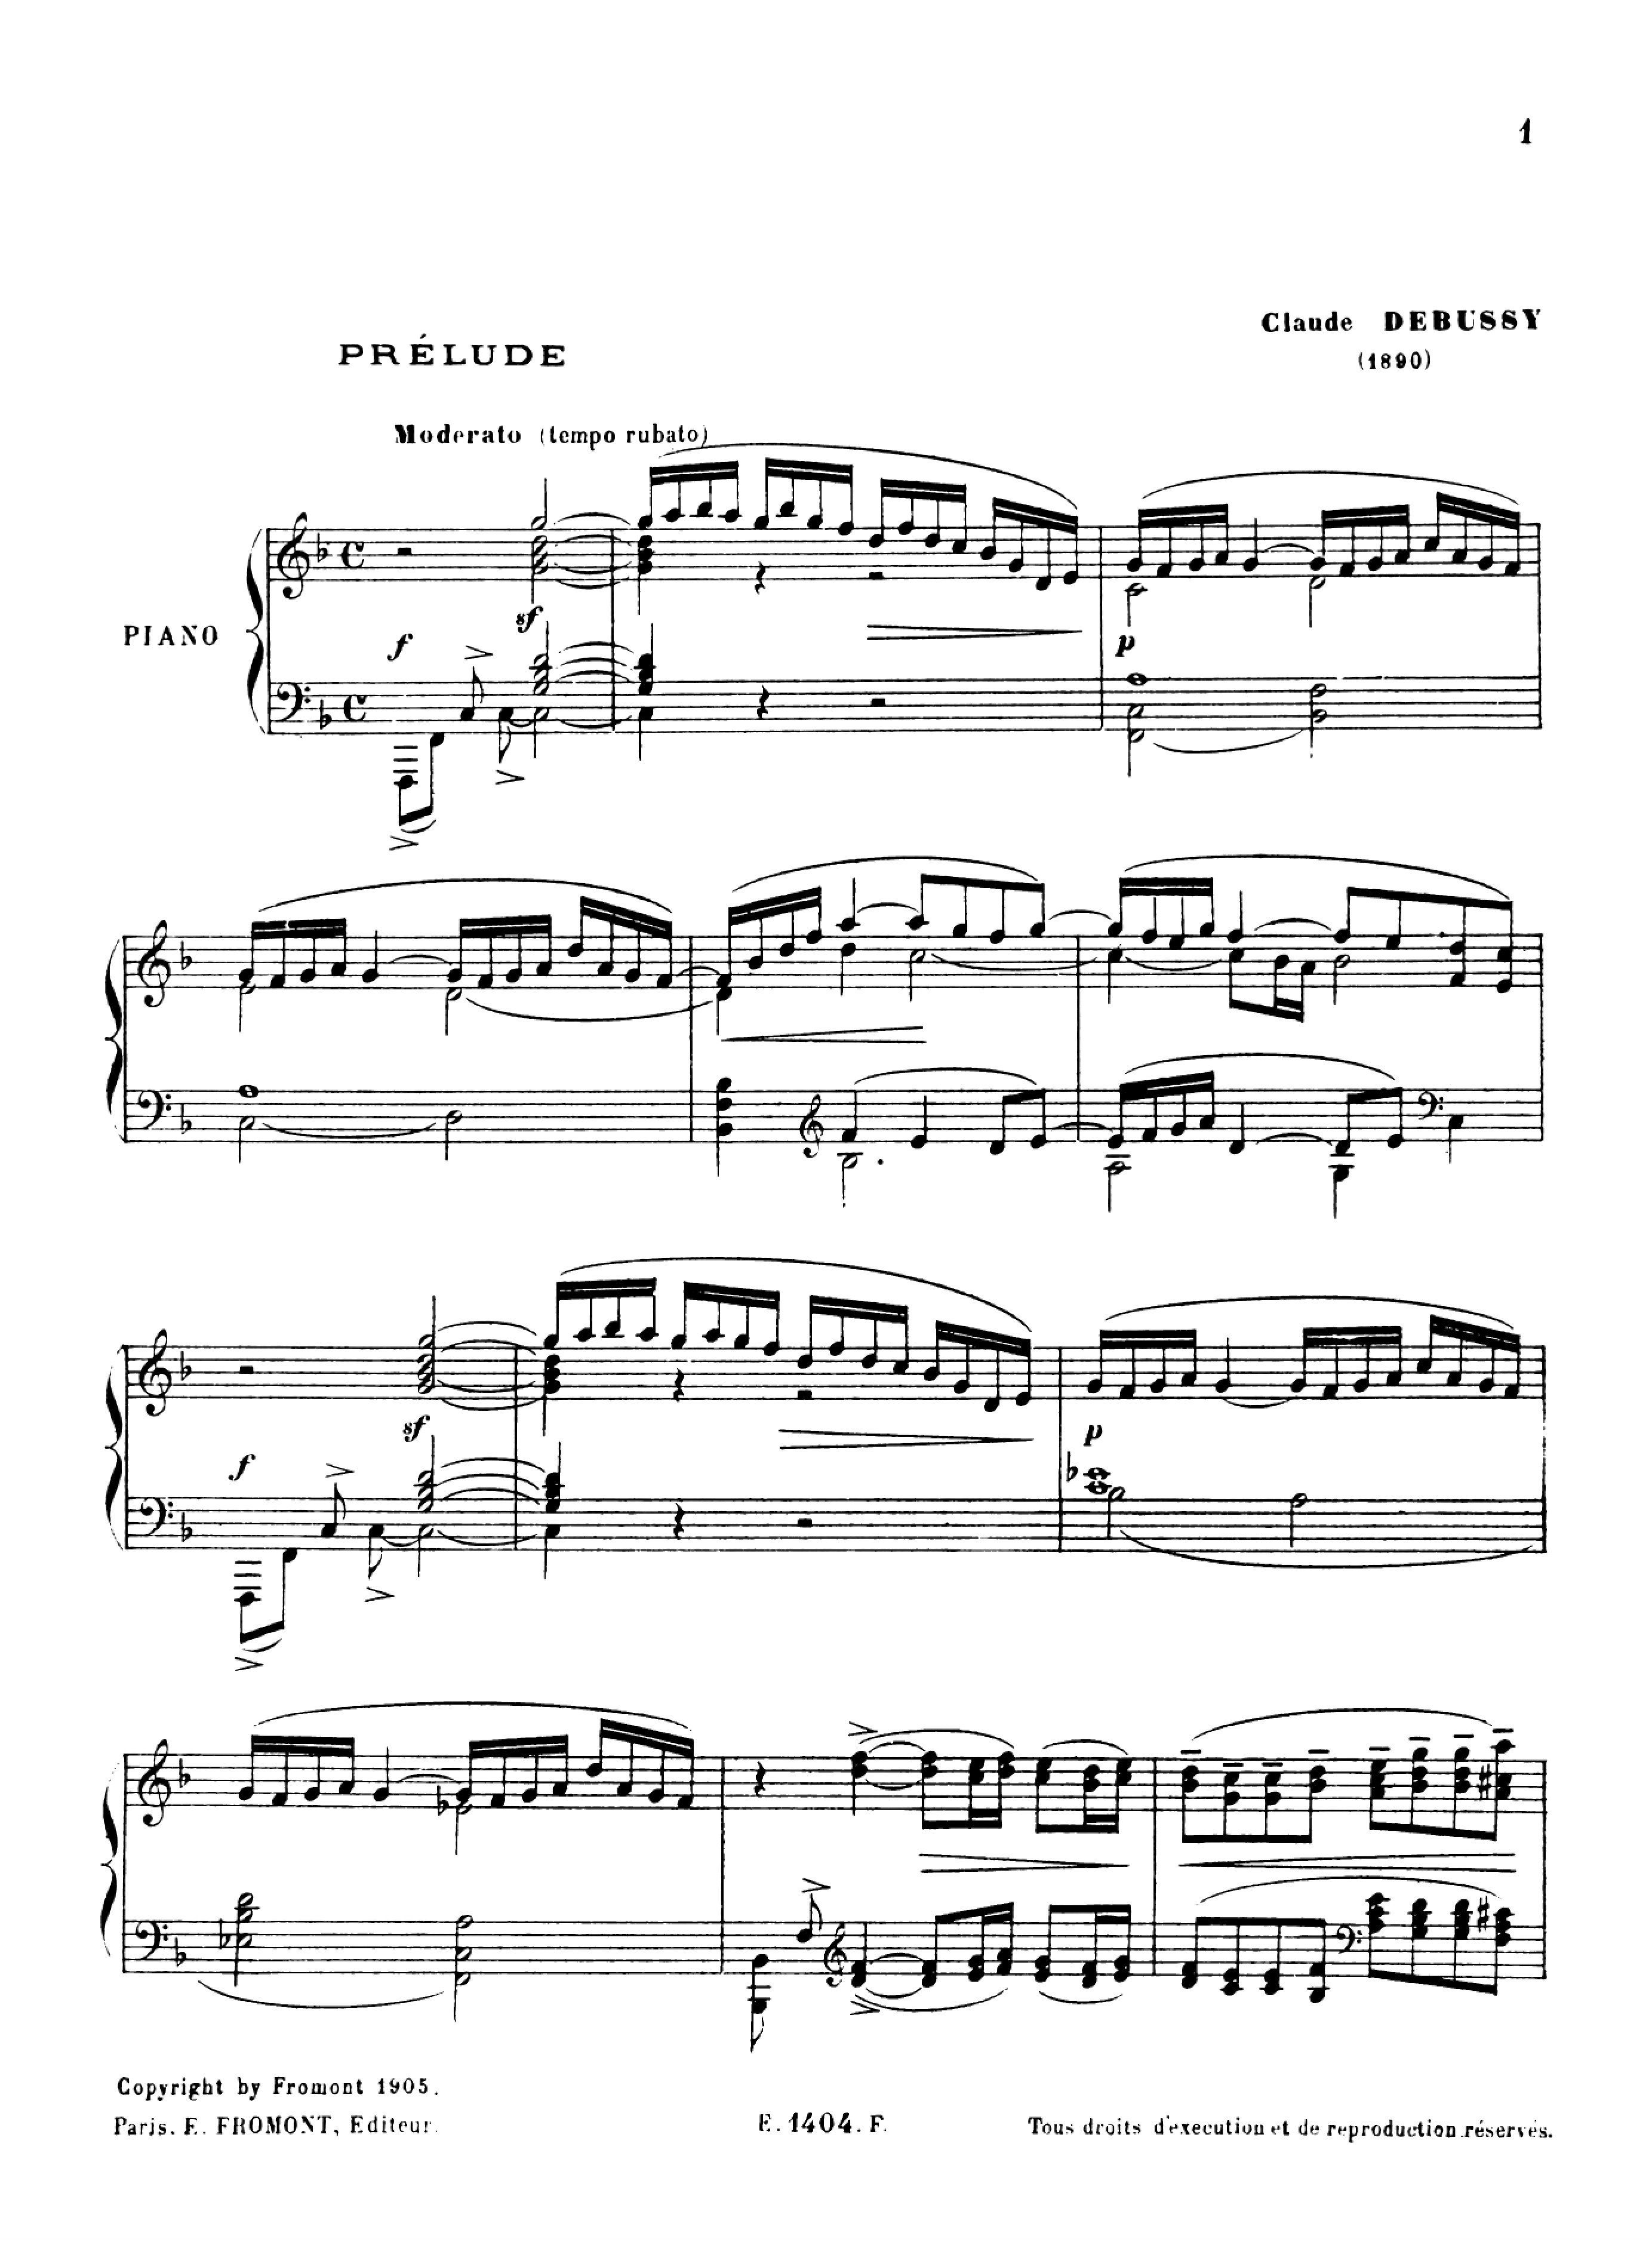 1
Claude DEBUSSY
(1890)
PRÉLUDE
Moderato (tempo rubato)
PIANO
sf
f
p
sf
f
p
Copyright by Fromont 1905.
Paris. E. FROMONT, Editeur.
E. 1404. F.
Tous droits d'execution et de reproduction réservés.